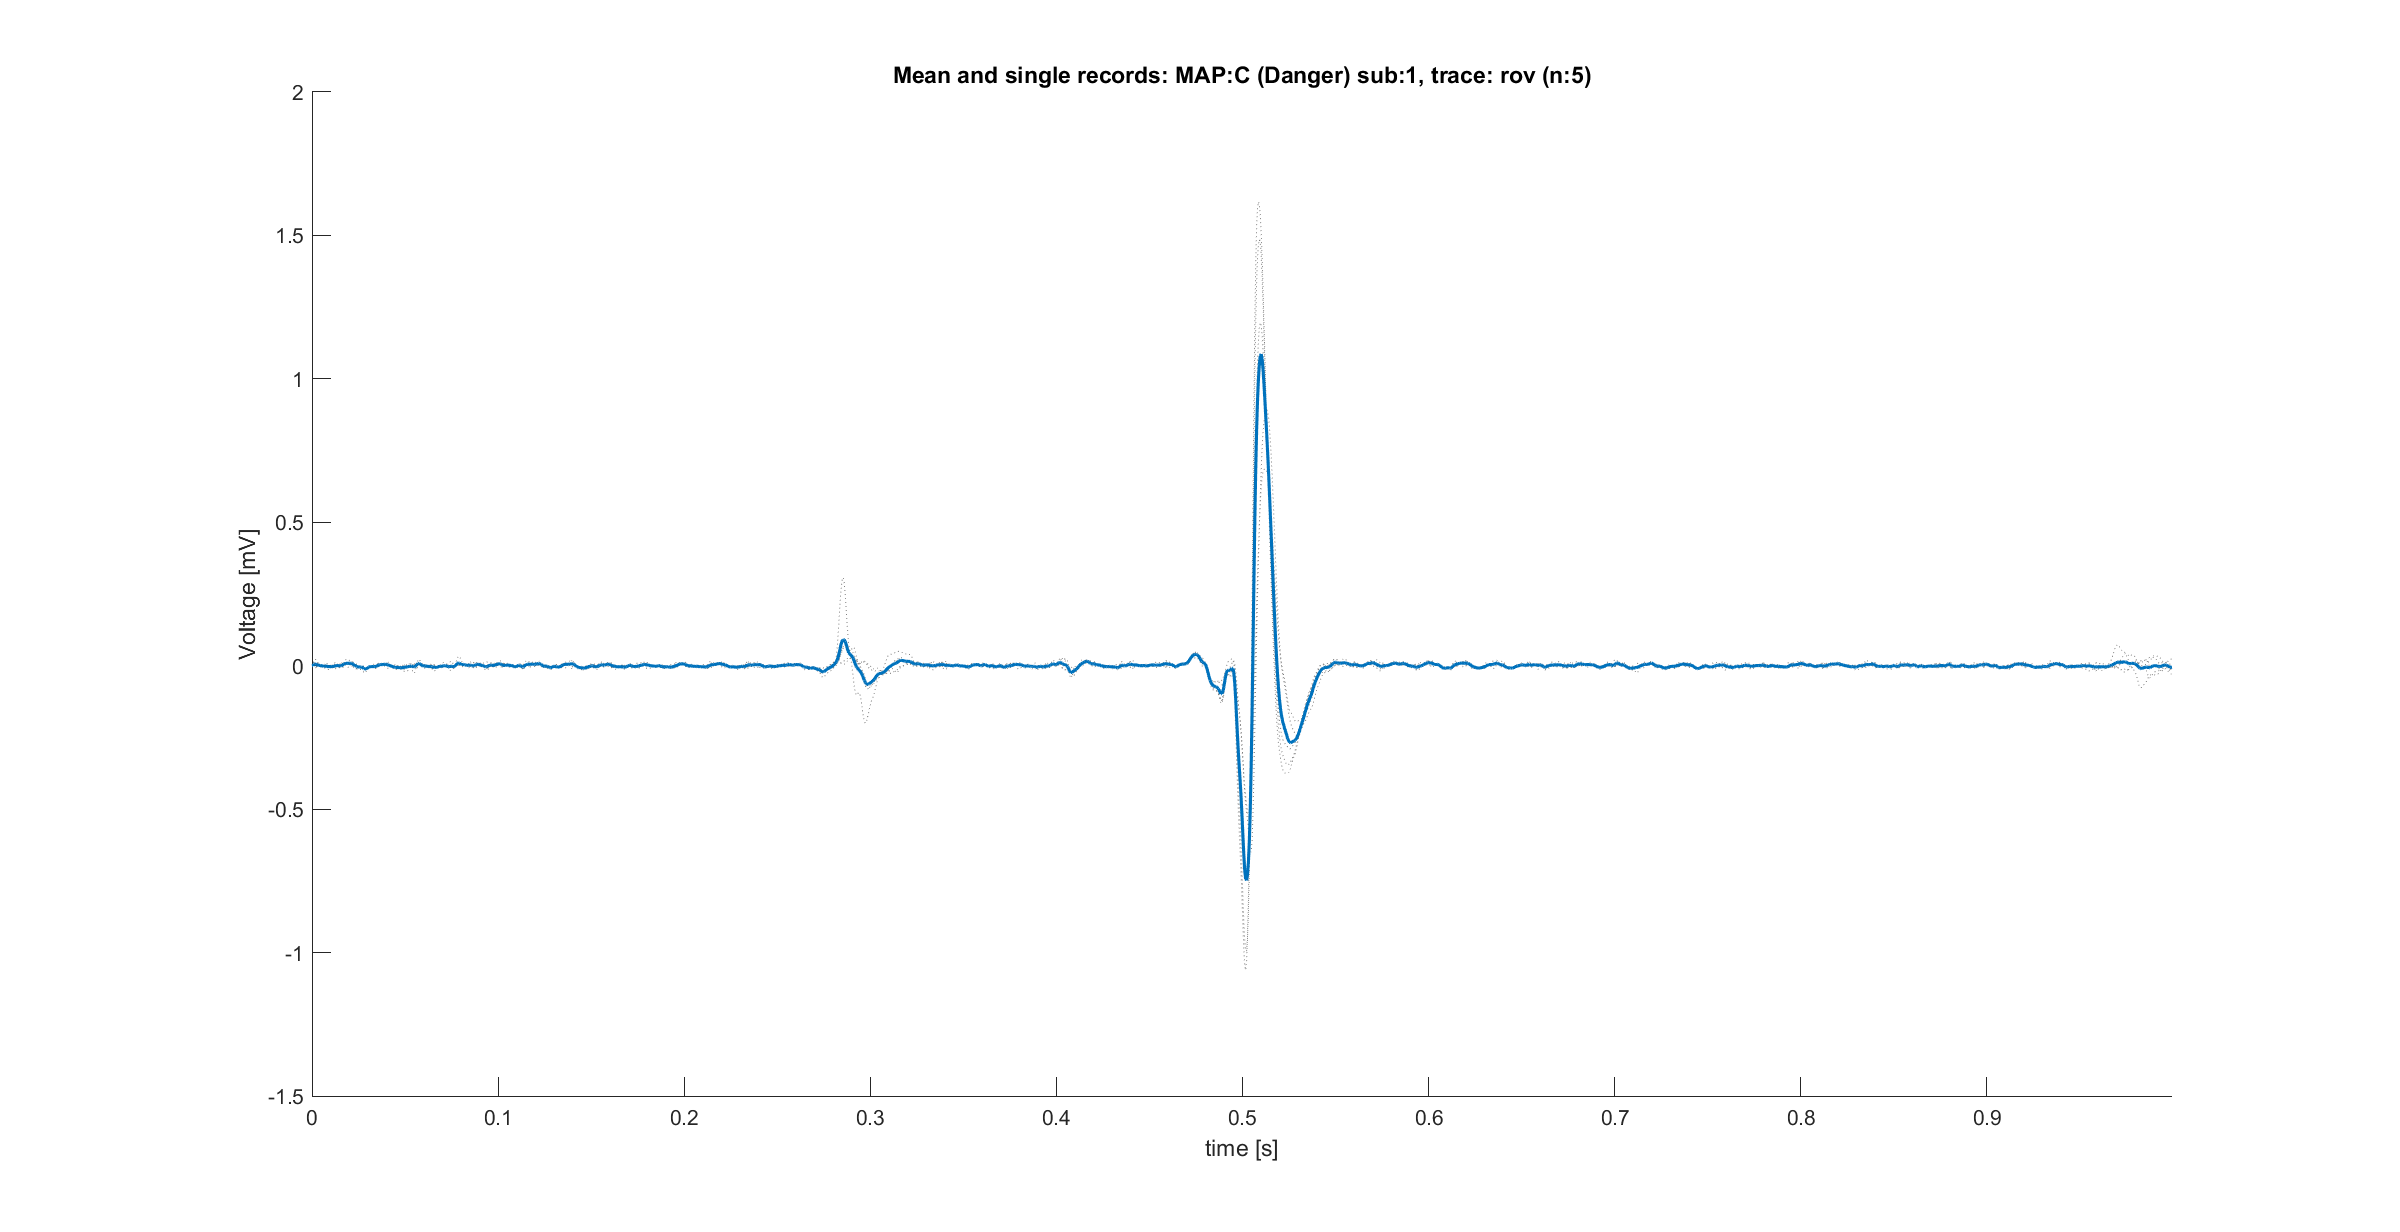 Mean and single records: MAP:C (Danger) sub:1, trace: rov (n:5)
2
1.5
1
0.5
0
-0.5
-1
-1.5
Voltage [mV]
0 0.1 0.2 0.3 0.4 0.5 0.6 0.7 0.8 0.9
time [s]